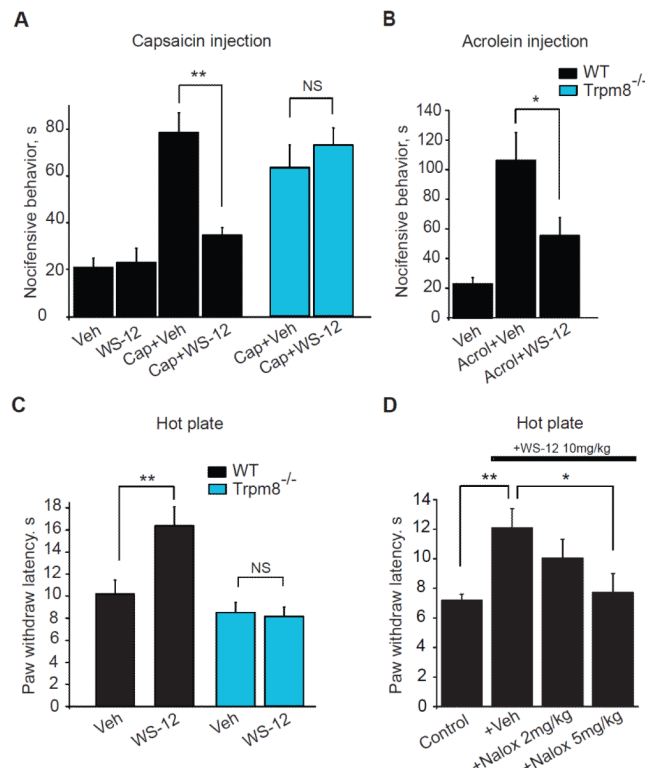 A
Capsaicin injection
Nocifensive behavior, s
80
60
40
20
0
**
NS
Veh
WS-12
Cap+Veh
Cap+WS-12
Cap+Veh
Cap+WS-12
B
Acrolein injection
WT
Trpm8-/-
Nocifensive behavior, s
140
120
100
80
60
40
20
0
*
Veh
Acrol+Veh
Acrol+WS-12
C
Hot plate
WT
Trpm8-/-
Paw withdraw latency. s
18
16
14
12
10
8
6
4
2
0
**
NS
Veh
WS-12
Veh
WS-12
D
Hot plate
+WS-12 10mg/kg
Paw withdraw latency. s
14
12
10
8
6
4
2
0
**
*
Control
+Veh
+Nalox 2mg/kg
+Nalox 5mg/kg